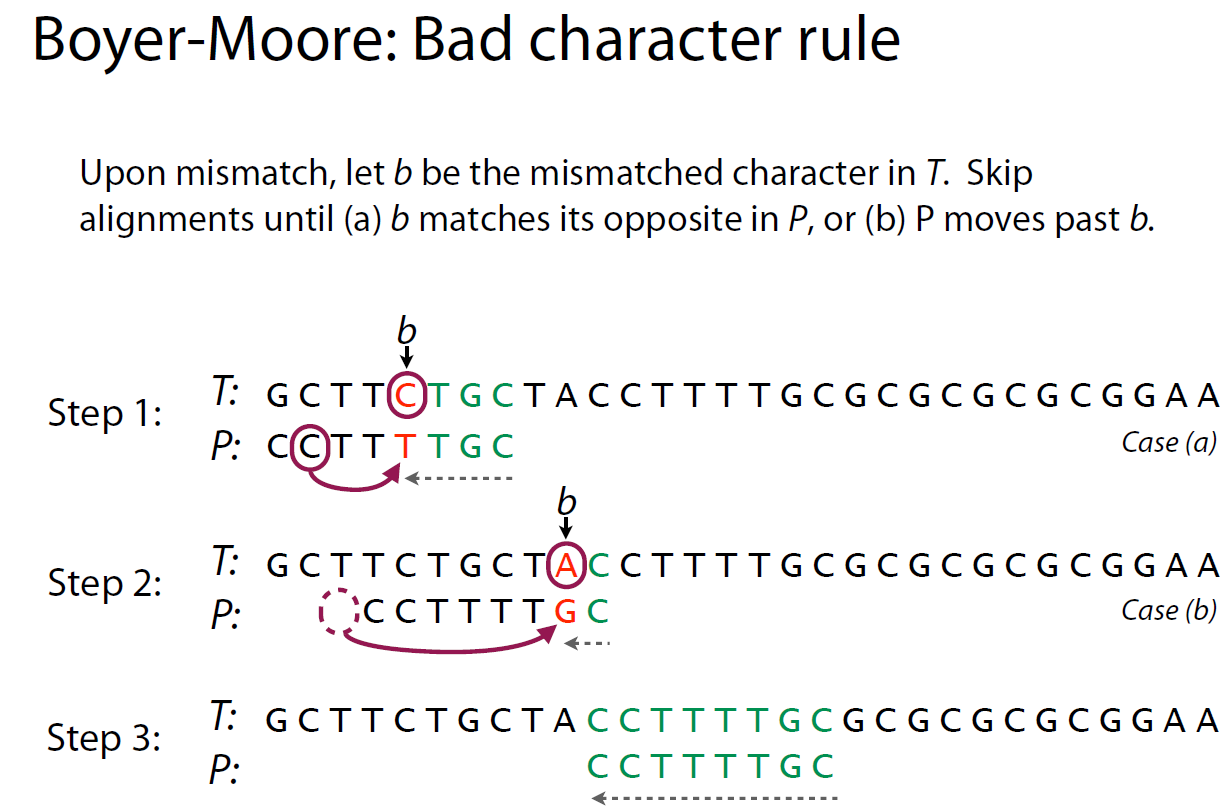 Boyer-Moore: Bad character rule
Upon mismatch, let b be the mismatched character in T. Skip
alignments until (a) b matches its opposite in P, or (b) P moves past b.
b
Step 1:
T: G C T T C T G C T A C C T T T T G C G C G C G C G C G G A A
P: C C T T T T G C
Case (a)
b
Step 2:
T: G C T T C T G C T A C C T T T T G C G C G C G C G C G G A A
P: C C T T T T G C
Case (b)
Step 3:
T: G C T T C T G C T A C C T T T T G C G C G C G C G C G G A A
P: C C T T T T G C